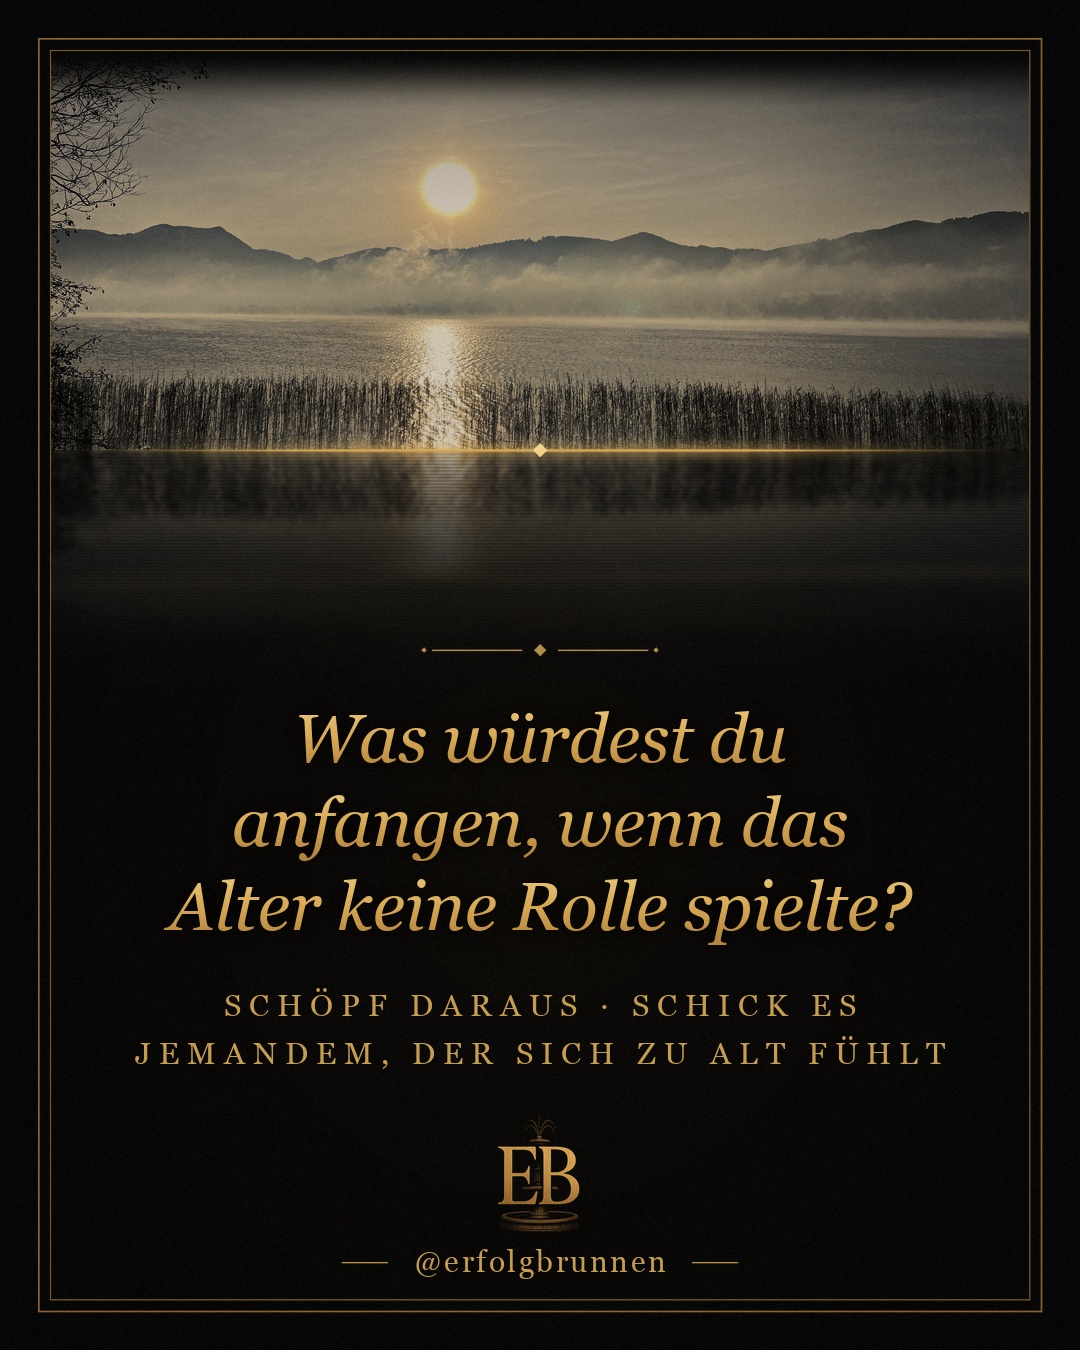 Was würdest du
anfangen, wenn das
Alter keine Rolle spielte?
SCHÖPF DARAUS · SCHICK ES
JEMANDEM, DER SICH ZU ALT FÜHLT
EB
@erfolgbrunnen